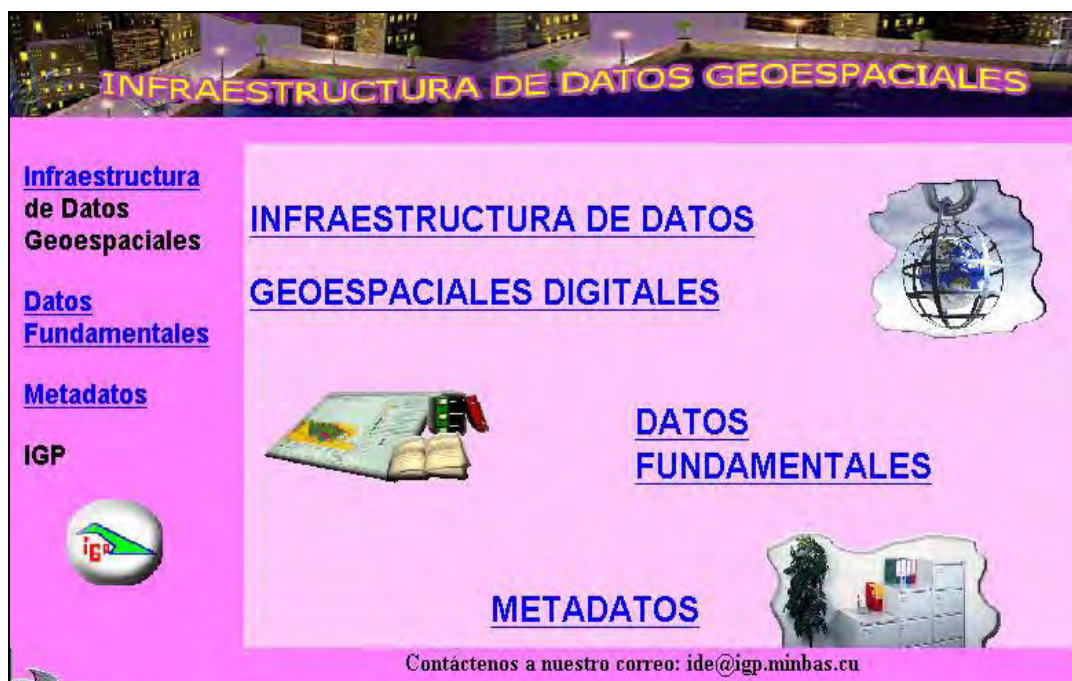 INFRAESTRUCTURA DE DATOS GEOESPACIALES
Infraestructura
de Datos
Geoespaciales
Datos
Fundamentales
Metadatos
IGP
iGP
INFRAESTRUCTURA DE DATOS
GEOESPACIALES DIGITALES
DATOS
FUNDAMENTALES
METADATOS
Contáctenos a nuestro correo: ide@igp.minbas.cu